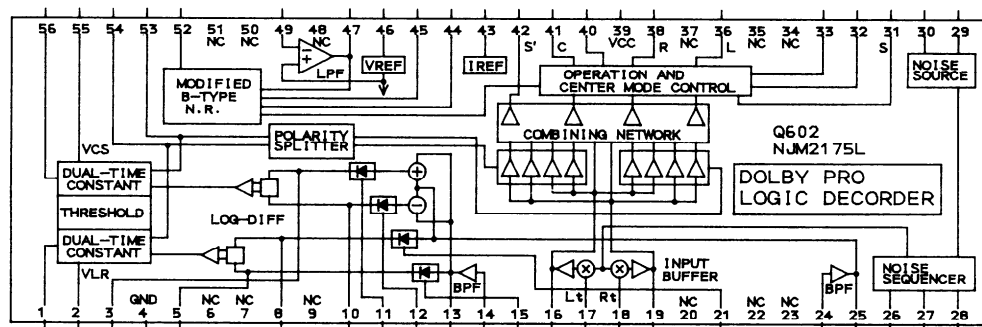 56 55 54 53 52 51 50 49 48 47 46 45 44 43 42 41 40 39 38 37 36 35 34 33 32 31 30 29
NC NC NC S' C VCC R NC L NC NC S
LPF
VREF
IREF
MODIFIED
B-TYPE
N.R.
OPERATION AND
CENTER MODE CONTROL
NOISE
SOURCE
POLARITY
SPLITTER
COMBINING NETWORK
Q602
NJM2175L
DOLBY PRO
LOGIC DECORDER
VCS
DUAL-TIME
CONSTANT
THRESHOLD
DUAL-TIME
CONSTANT
VLR
LOG-DIFF
BPF
INPUT
BUFFER
Lt Rt
BPF
NOISE
SEQUENCER
GND NC NC NC NC NC NC
1 2 3 4 5 6 7 8 9 10 11 12 13 14 15 16 17 18 19 20 21 22 23 24 25 26 27 28